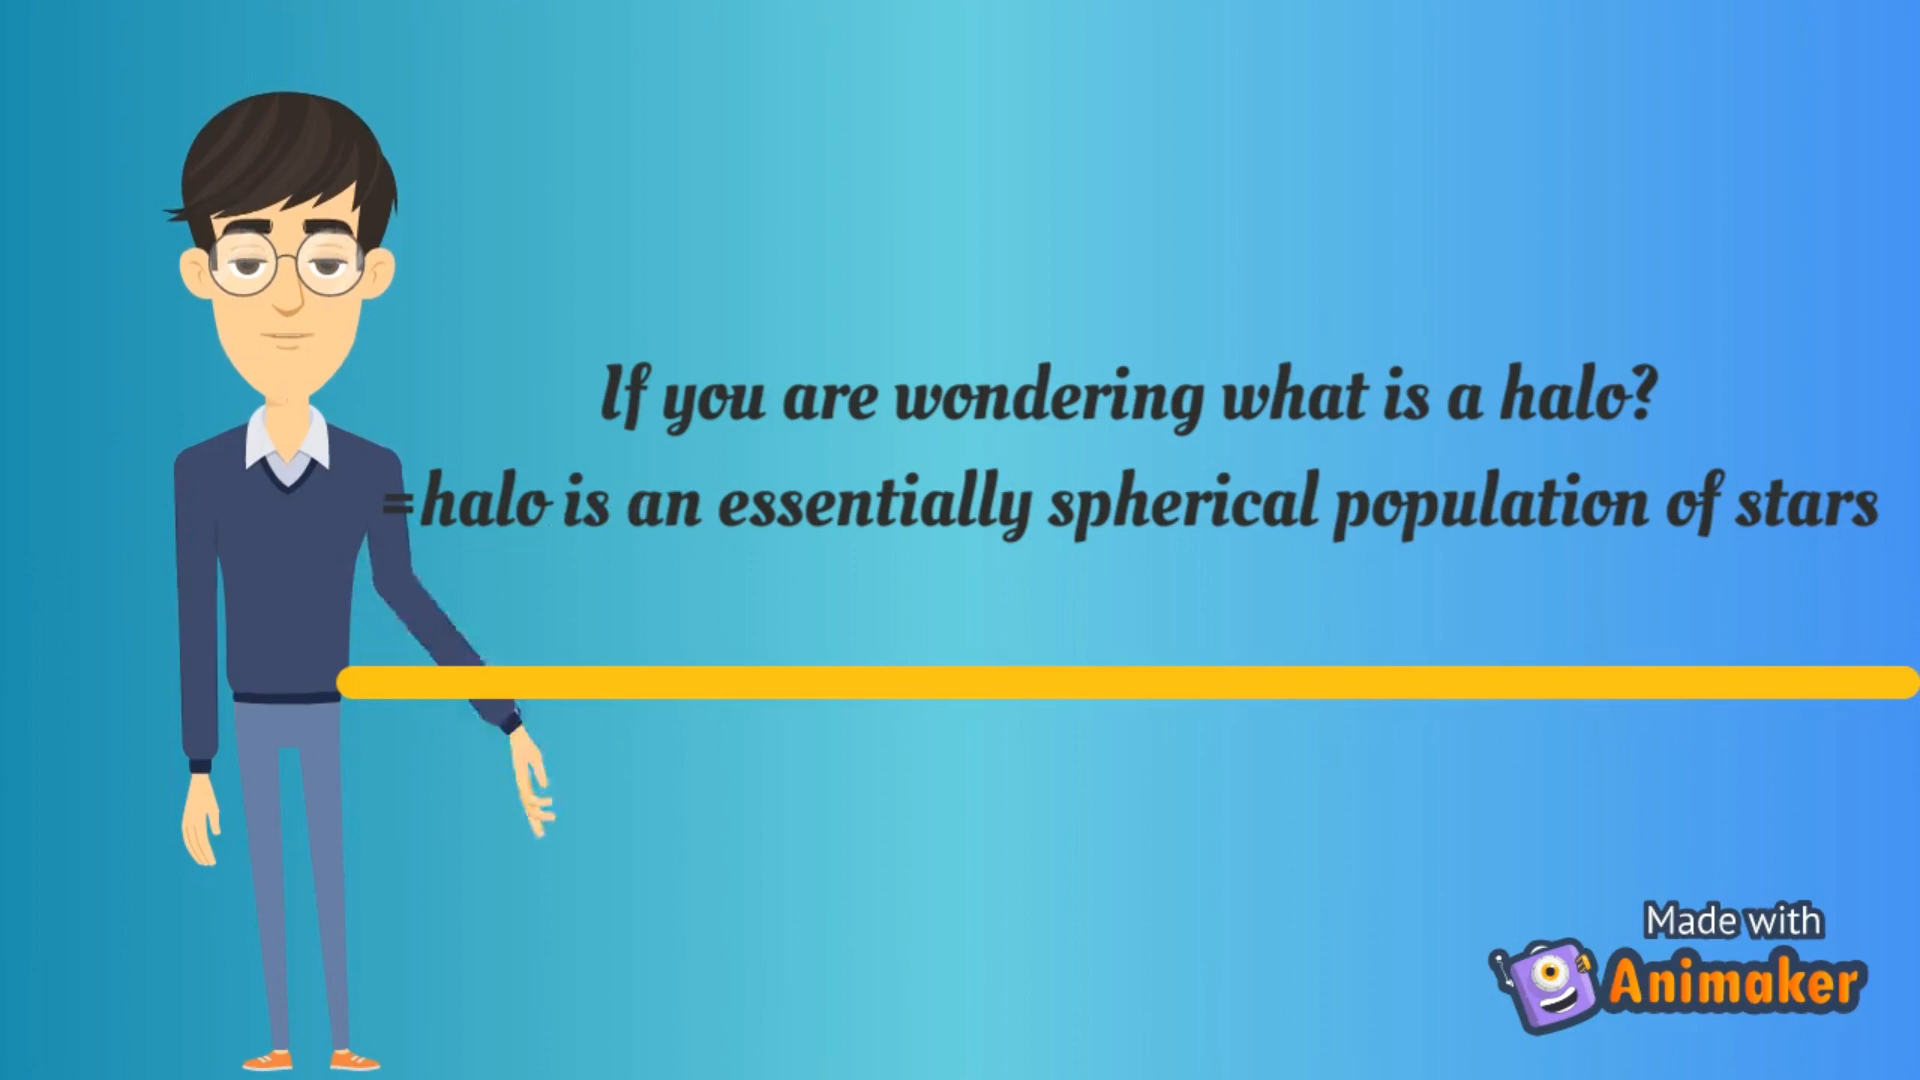 If you are wondering what is a halo?
=halo is an essentially spherical population of stars
Made with
Animaker